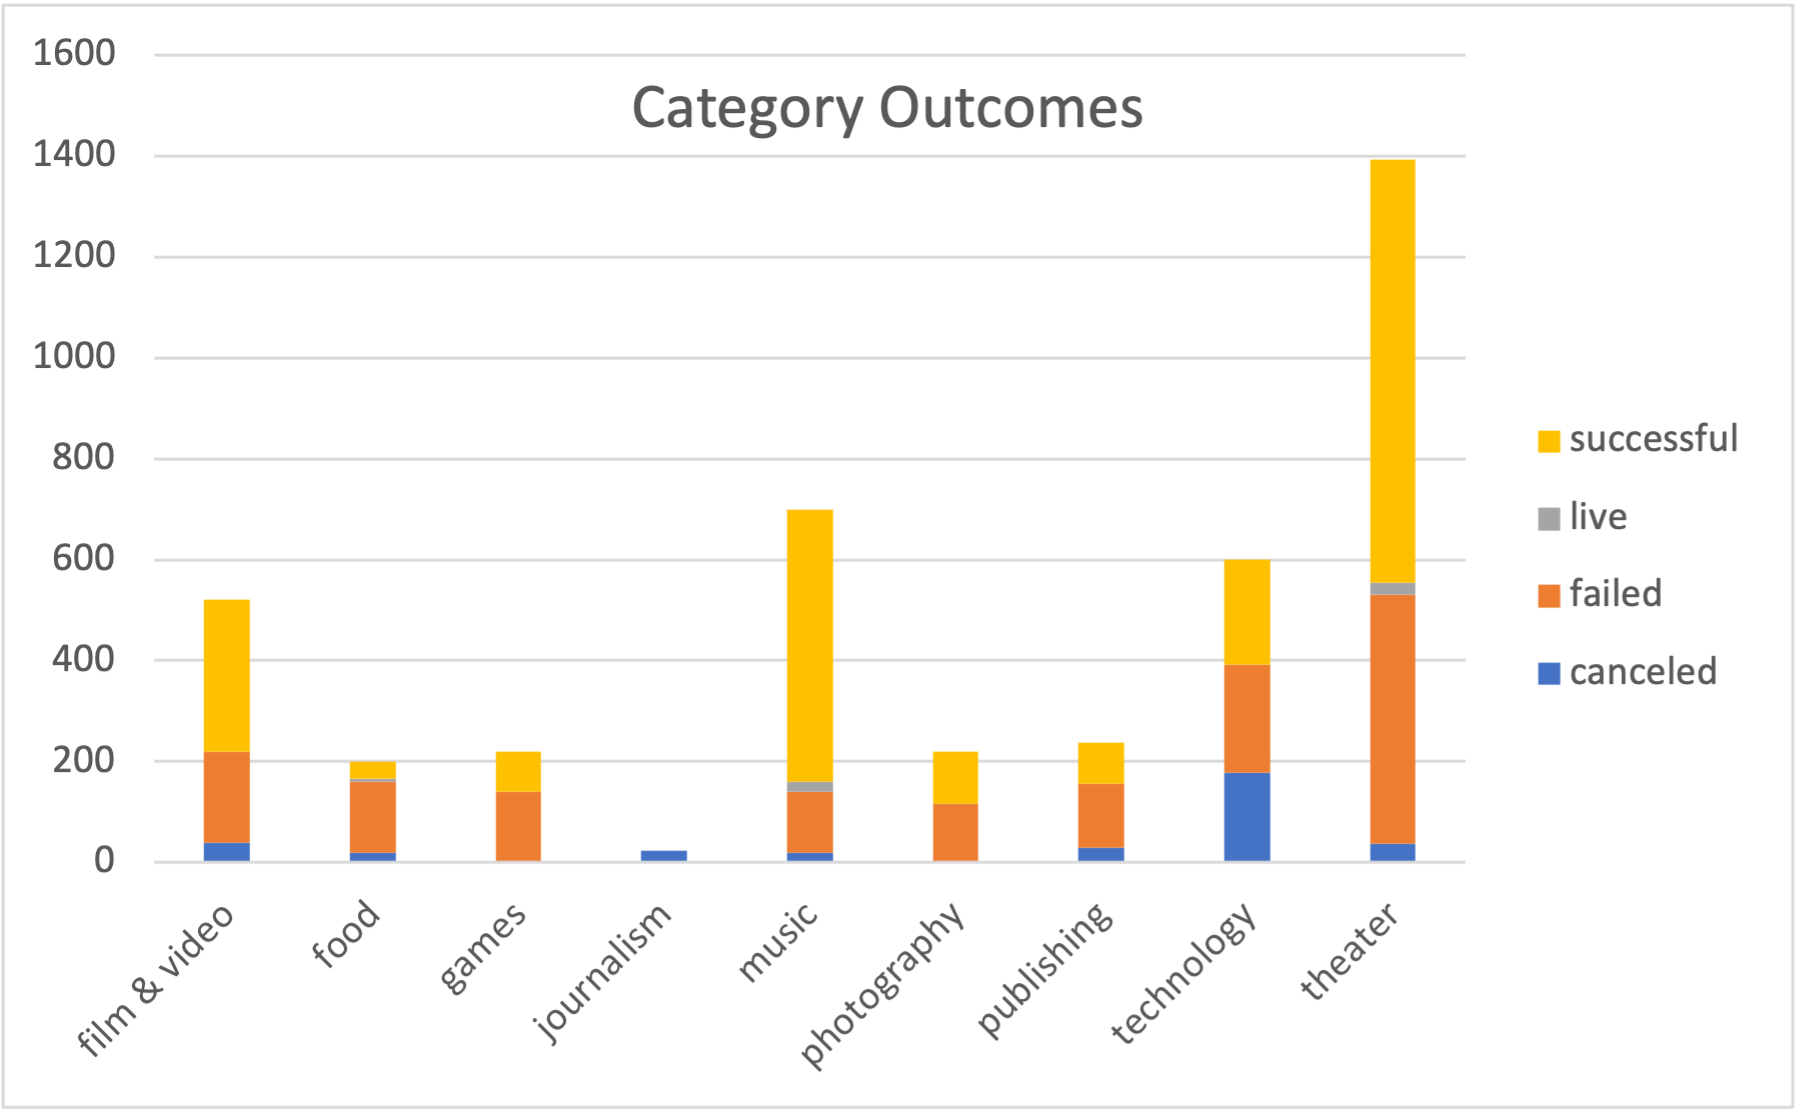 Category Outcomes
1600
1400
1200
1000
800
600
400
200
0
film & video
food
games
journalism
music
photography
publishing
technology
theater
successful
live
failed
canceled